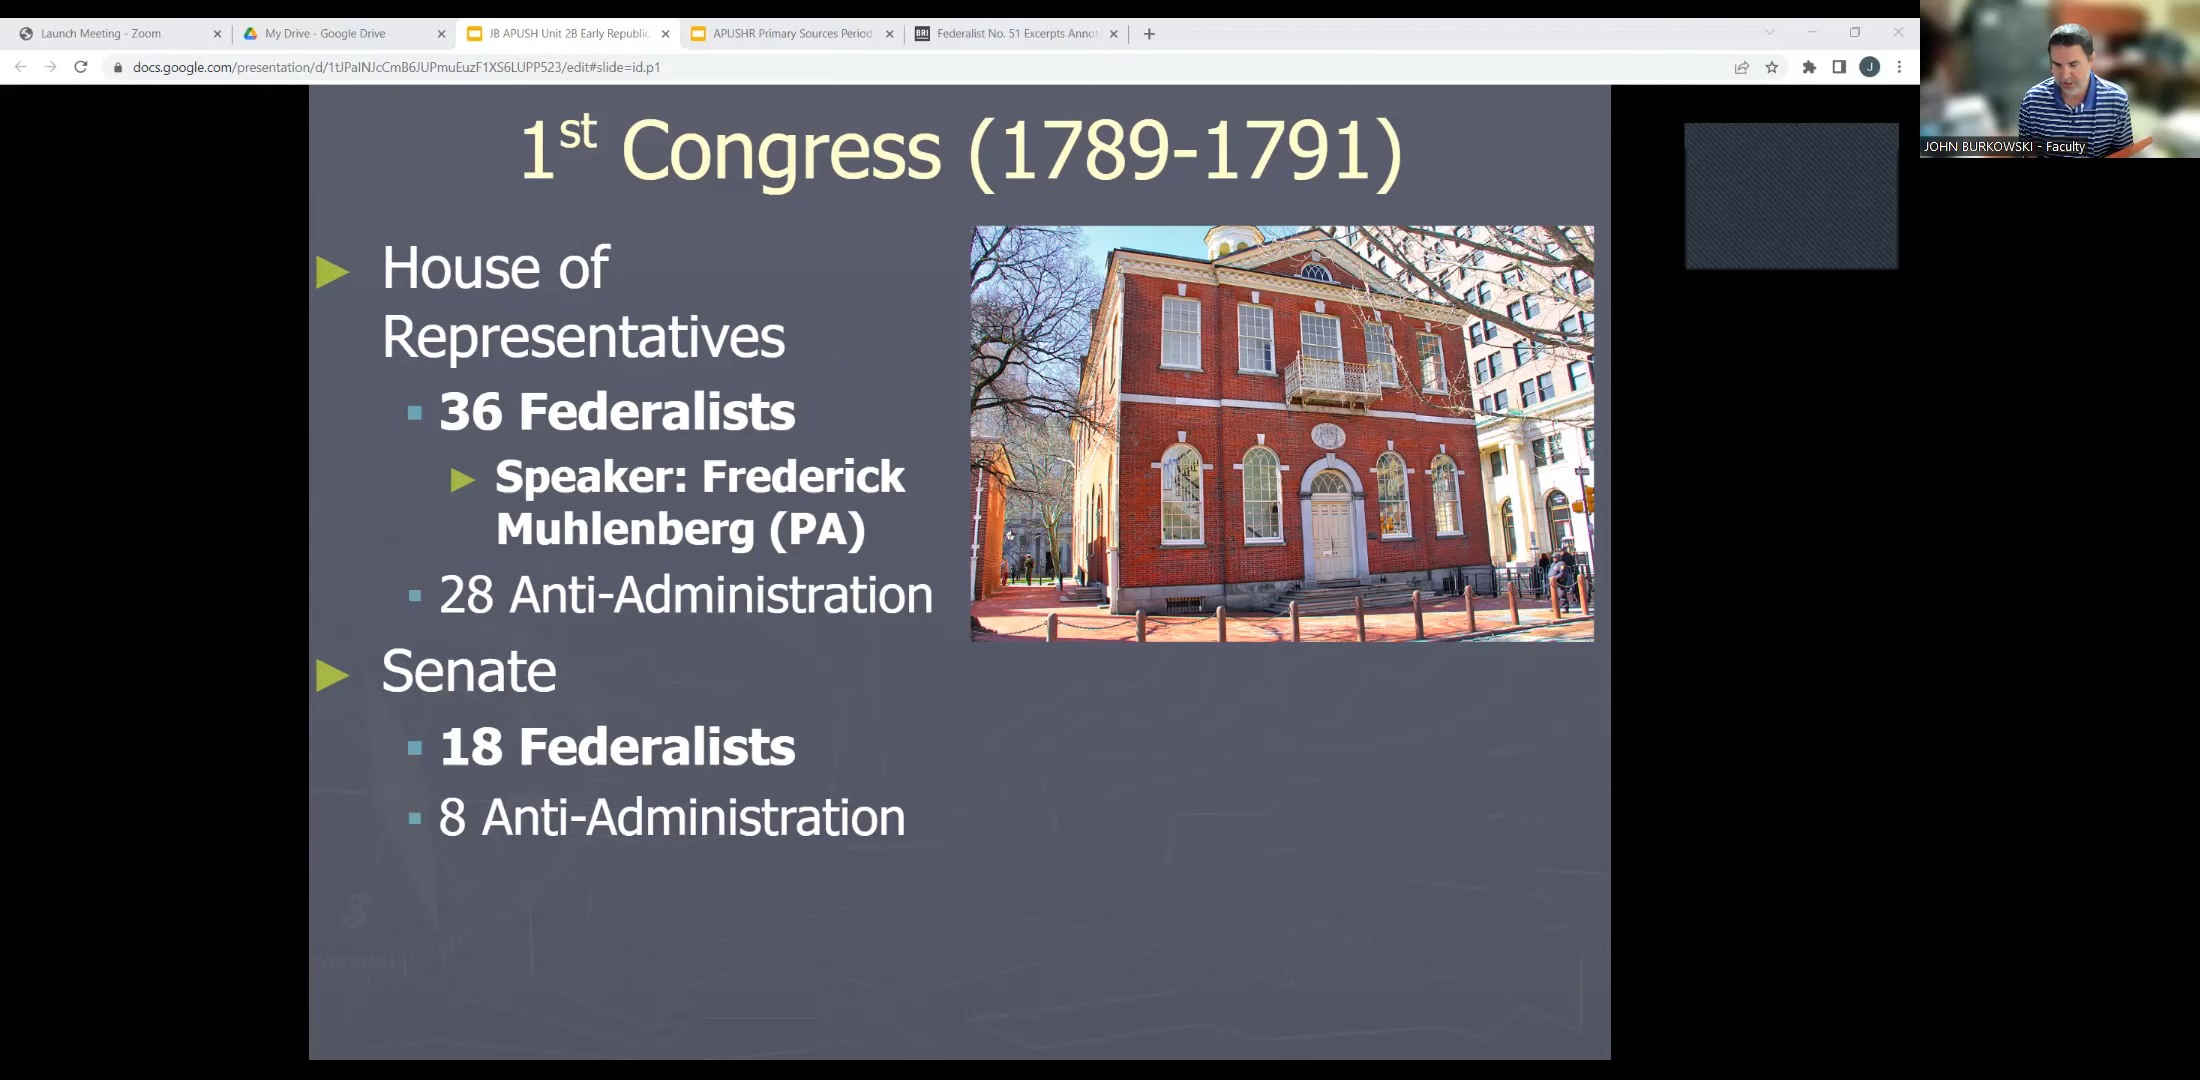 Launch Meeting - Zoom
My Drive - Google Drive
JB APUSH Unit 2B Early Republic
APUSHR Primary Sources Period
BRI
Federalist No. 51 Excerpts Annot
docs.google.com/presentation/d/1tJPaINJcCmB6JUPmuEuzF1XS6LUPP523/edit#slide=id.p1
J
JOHN BURKOWSKI - Faculty
1st Congress (1789-1791)
House of
Representatives
36 Federalists
Speaker: Frederick
Muhlenberg (PA)
28 Anti-Administration
Senate
18 Federalists
8 Anti-Administration